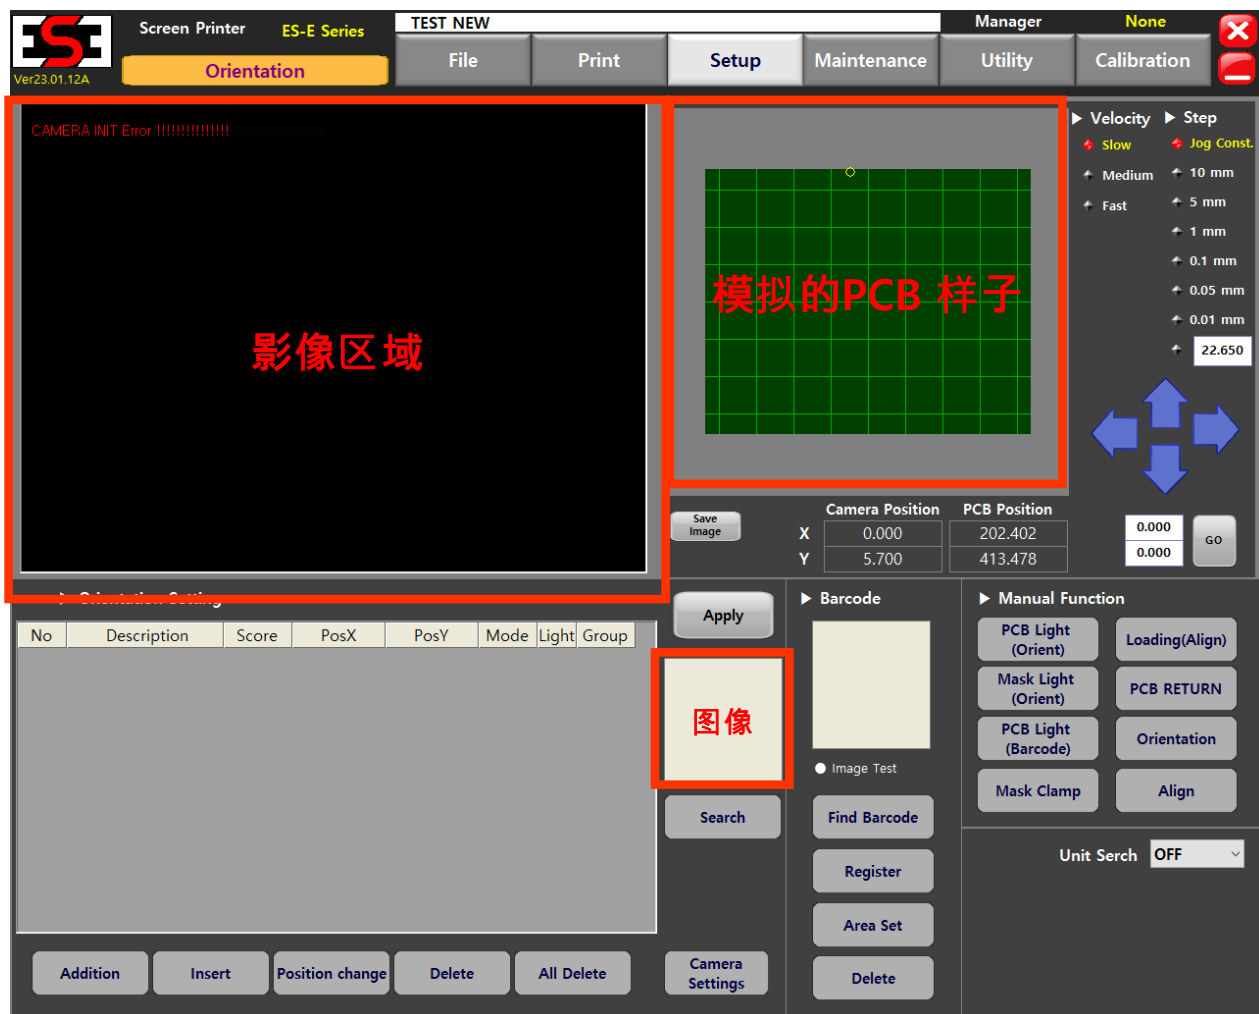 ESE
Ver23.01.12A
Screen Printer
ES-E Series
Orientation
TEST NEW
Manager
None
File
Print
Setup
Maintenance
Utility
Calibration
CAMERA INIT Error !!!!!!!!!!!!!!!
影像区域
模拟的PCB 样子
Velocity
Slow
Medium
Fast
Step
Jog Const.
10 mm
5 mm
1 mm
0.1 mm
0.05 mm
0.01 mm
22.650
Save
Image
Camera Position
PCB Position
X
0.000
202.402
Y
5.700
413.478
0.000
0.000
GO
Orientation Setting
No
Description
Score
PosX
PosY
Mode
Light
Group
Apply
图像
Search
Addition
Insert
Position change
Delete
All Delete
Camera
Settings
Barcode
Image Test
Find Barcode
Register
Area Set
Delete
Manual Function
PCB Light
(Orient)
Loading(Align)
Mask Light
(Orient)
PCB RETURN
PCB Light
(Barcode)
Orientation
Mask Clamp
Align
Unit Serch
OFF